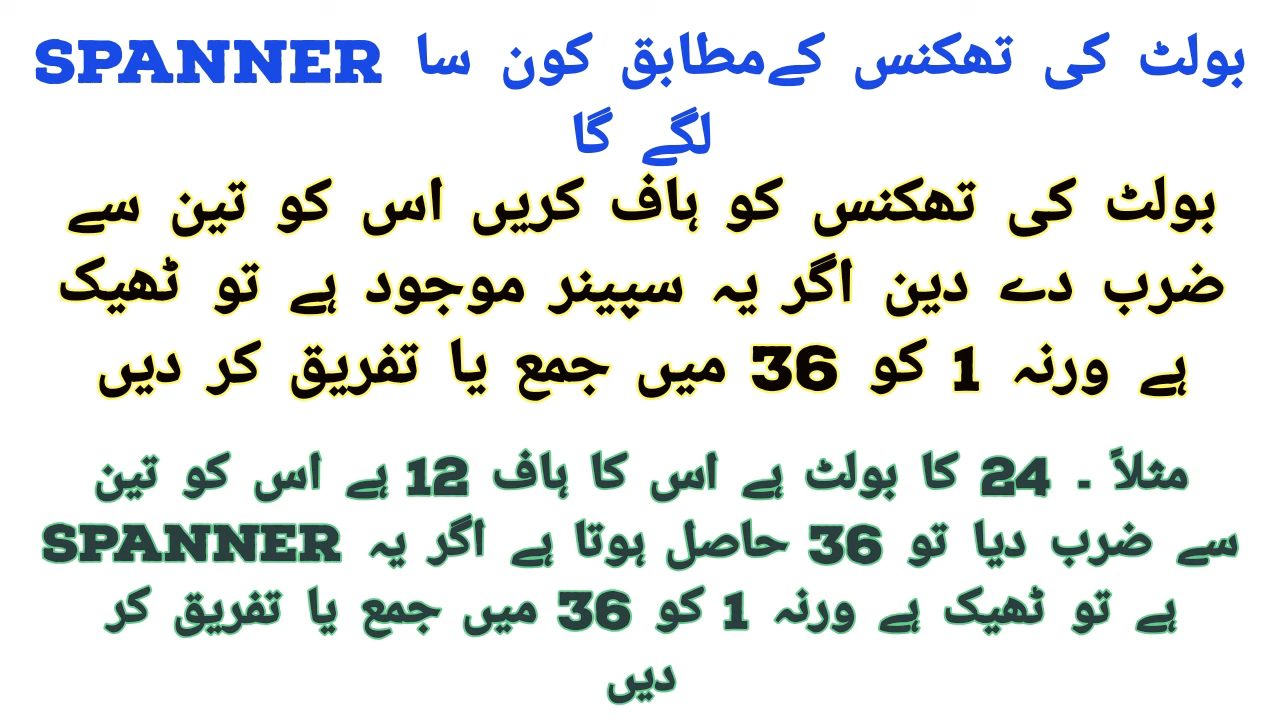 بولٹ کی تھکنس کےمطابق کون سا SPANNER
لگے گا
بولٹ کی تھکنس کو ہاف کریں اس کو تین سے
ضرب دے دین اگر یہ سپینر موجود ہے تو ٹھیک
ہے ورنہ 1 کو 36 میں جمع یا تفریق کر دیں
مثلاً . 24 کا بولٹ ہے اس کا ہاف 12 ہے اس کو تین
سے ضرب دیا تو 36 حاصل ہوتا ہے اگر یہ SPANNER
ہے تو ٹھیک ہے ورنہ 1 کو 36 میں جمع یا تفریق کر
دیں